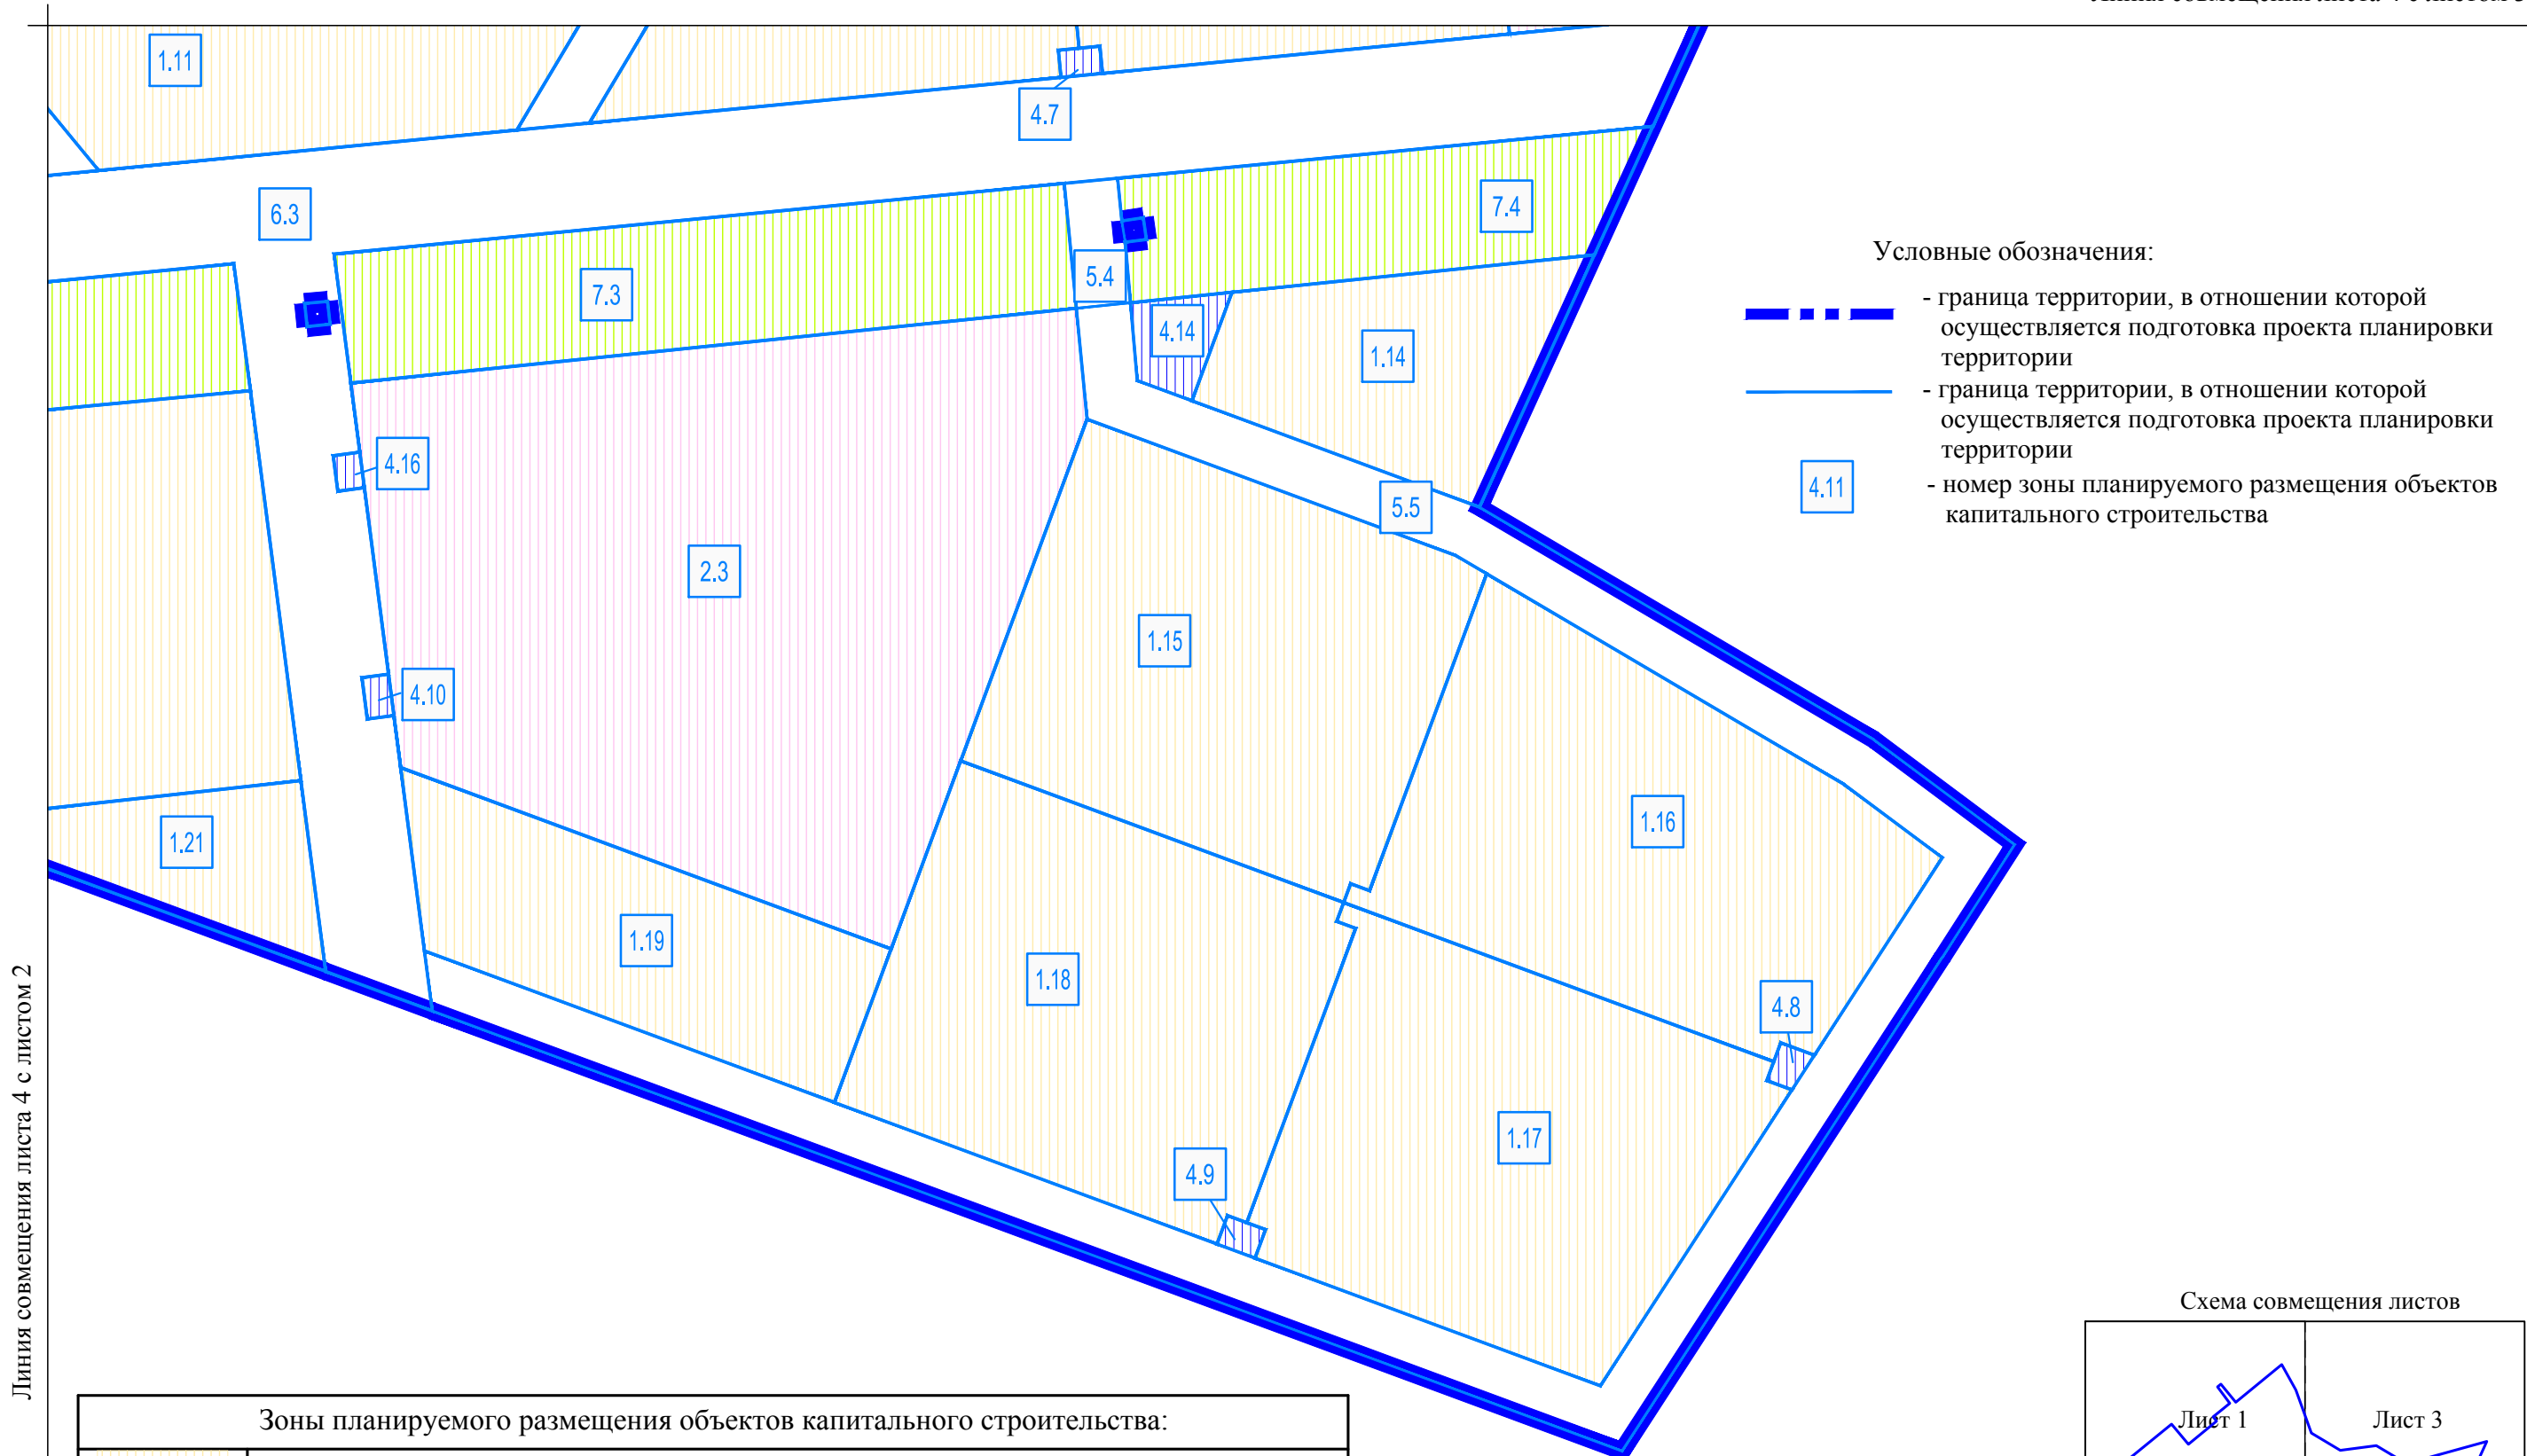 1.11
4.7
6.3
7.4
7.3
5.4
4.14
1.14
4.16
5.5
2.3
1.15
4.10
1.16
1.21
1.19
1.18
4.8
1.17
4.9
Условные обозначения:
- граница территории, в отношении которой
осуществляется подготовка проекта планировки
территории
- граница территории, в отношении которой
осуществляется подготовка проекта планировки
территории
4.11
- номер зоны планируемого размещения объектов
капитального строительства
Линия совмещения листа 4 с листом 2
Зоны планируемого размещения объектов капитального строительства:
Схема совмещения листов
Лист 1
Лист 3